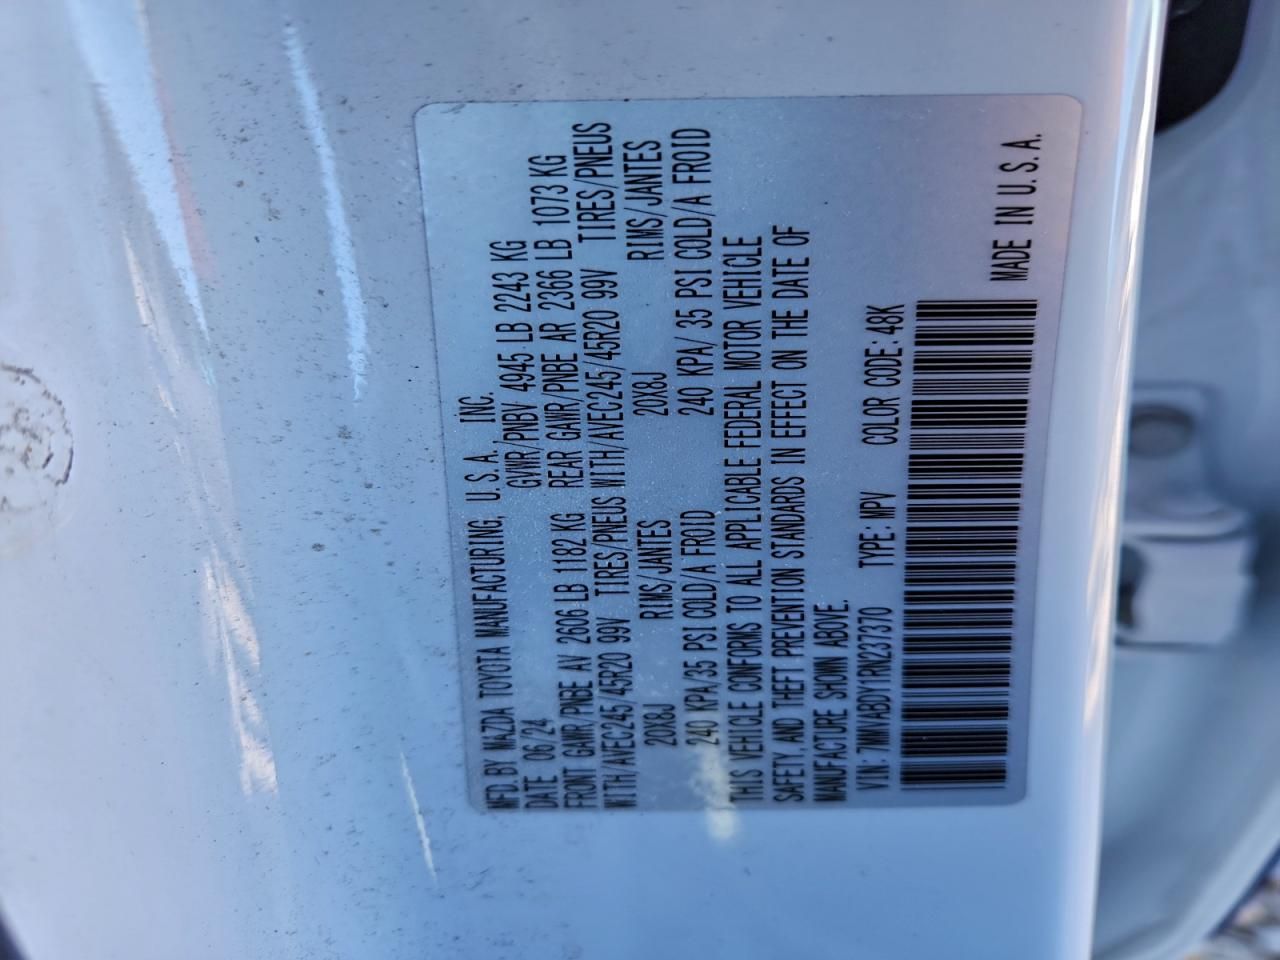 MFD. BY MAZDA TOYOTA MANUFACTURING, U.S.A., INC.
DATE 06/24 GVWR/PNBV 4945 LB 2243 KG
FRONT GAWR/PNBE AV 2606 LB 1182 KG REAR GAWR/PNBE AR 2366 LB 1073 KG
WITH/AVEC245/45R20 99V TIRES/PNEUS WITH/AVEC245/45R20 99V TIRES/PNEUS
20X8J RIMS/JANTES 20X8J RIMS/JANTES
240 KPA/35 PSI COLD/A FROID 240 KPA/ 35 PSI COLD/A FROID
THIS VEHICLE CONFORMS TO ALL APPLICABLE FEDERAL MOTOR VEHICLE
SAFETY, AND THEFT PREVENTION STANDARDS IN EFFECT ON THE DATE OF
MANUFACTURE SHOWN ABOVE.
VIN: 7MMVABDY1RN237370 TYPE: MPV COLOR CODE: 48K
MADE IN U.S.A.